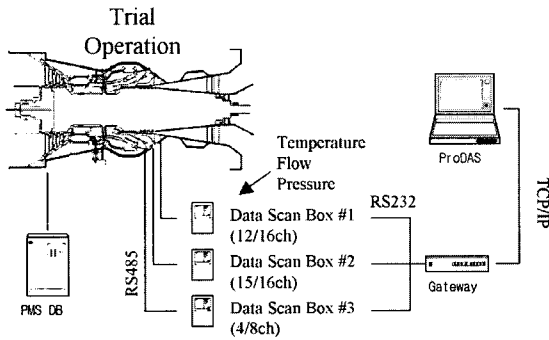 Trial
Operation
Temperature
Flow
Pressure
ProDAS
TCP/IP
RS232
RS485
Data Scan Box #1
(12/16ch)
Data Scan Box #2
(15/16ch)
Data Scan Box #3
(4/8ch)
Gateway
PMS DB